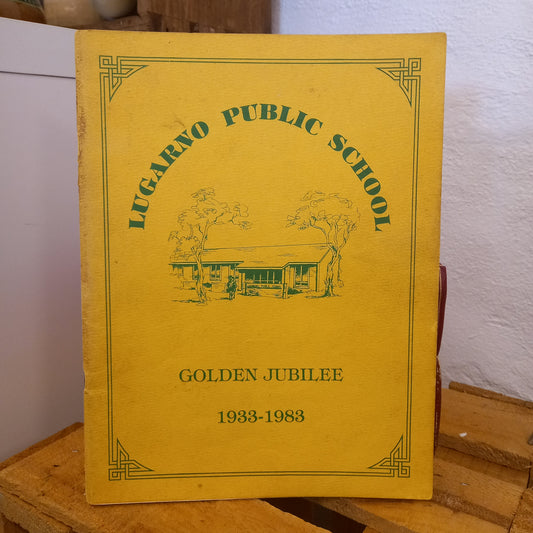 LUGARNO PUBLIC SCHOOL
GOLDEN JUBILEE
1933-1983